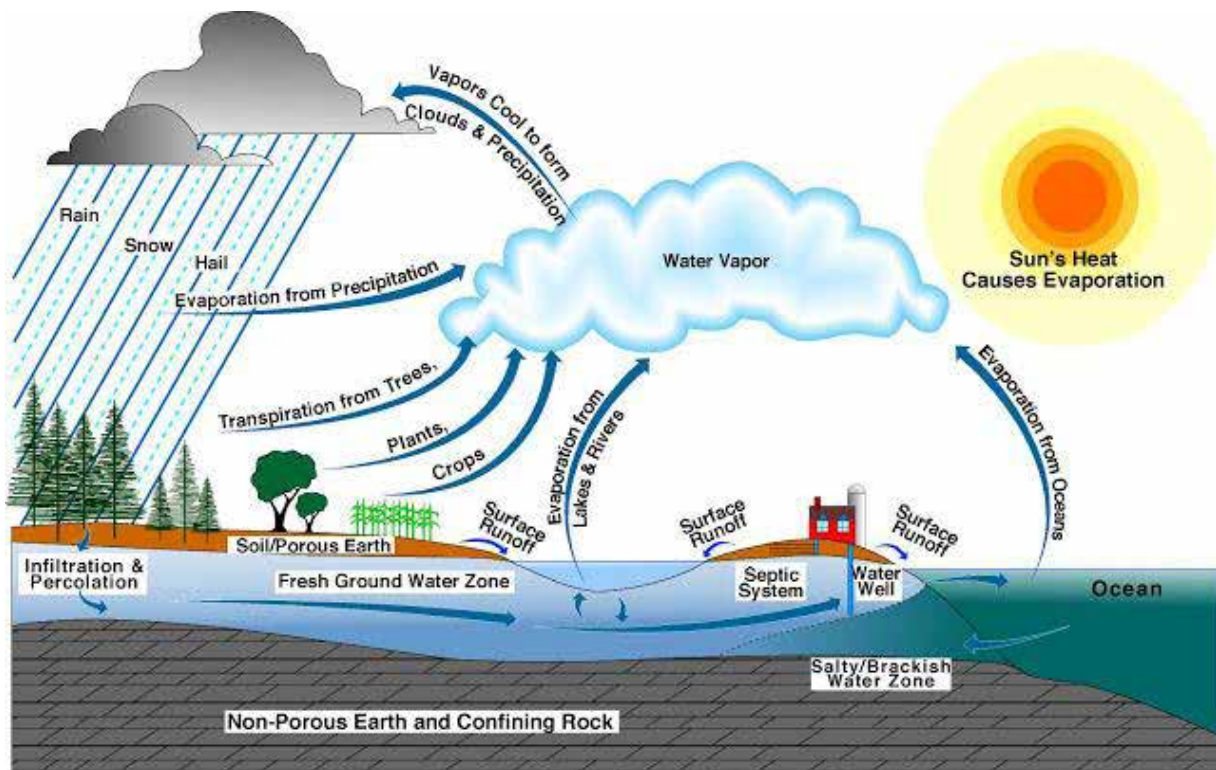 Vapors Cool to form
Clouds & Precipitation
Rain
Snow
Hail
Water Vapor
Sun's Heat
Causes Evaporation
Evaporation from Precipitation
Transpiration from Trees,
Plants,
Crops
Evaporation from
Lakes & Rivers
Evaporation from Oceans
Surface
Runoff
Surface
Runoff
Surface
Runoff
Soil/Porous Earth
Infiltration &
Percolation
Fresh Ground Water Zone
Septic
System
Water
Well
Ocean
Salty/Brackish
Water Zone
Non-Porous Earth and Confining Rock